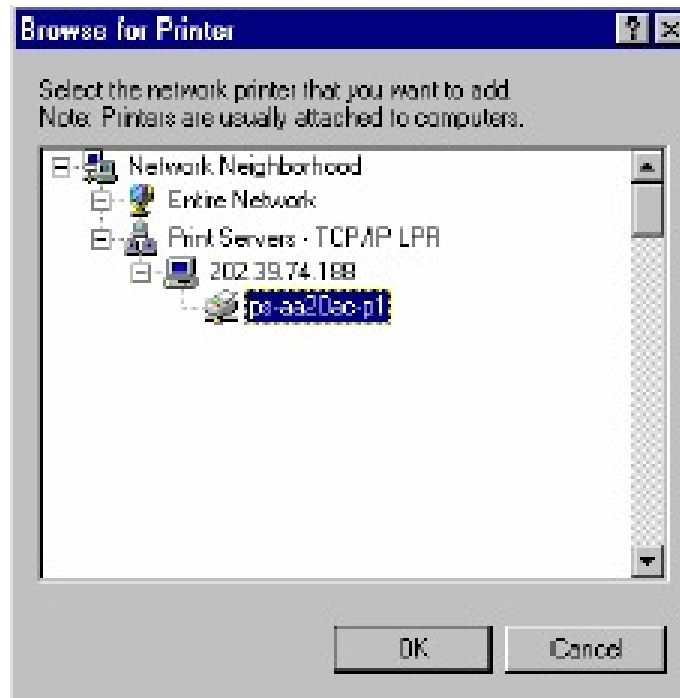 Browse for Printer
Select the network printer that you want to add.
Note: Printers are usually attached to computers.
Network Neighborhood
Entire Network
Print Servers - TCP/IP LPR
202.39.74.188
ps-aa20ac-p1
OK
Cancel